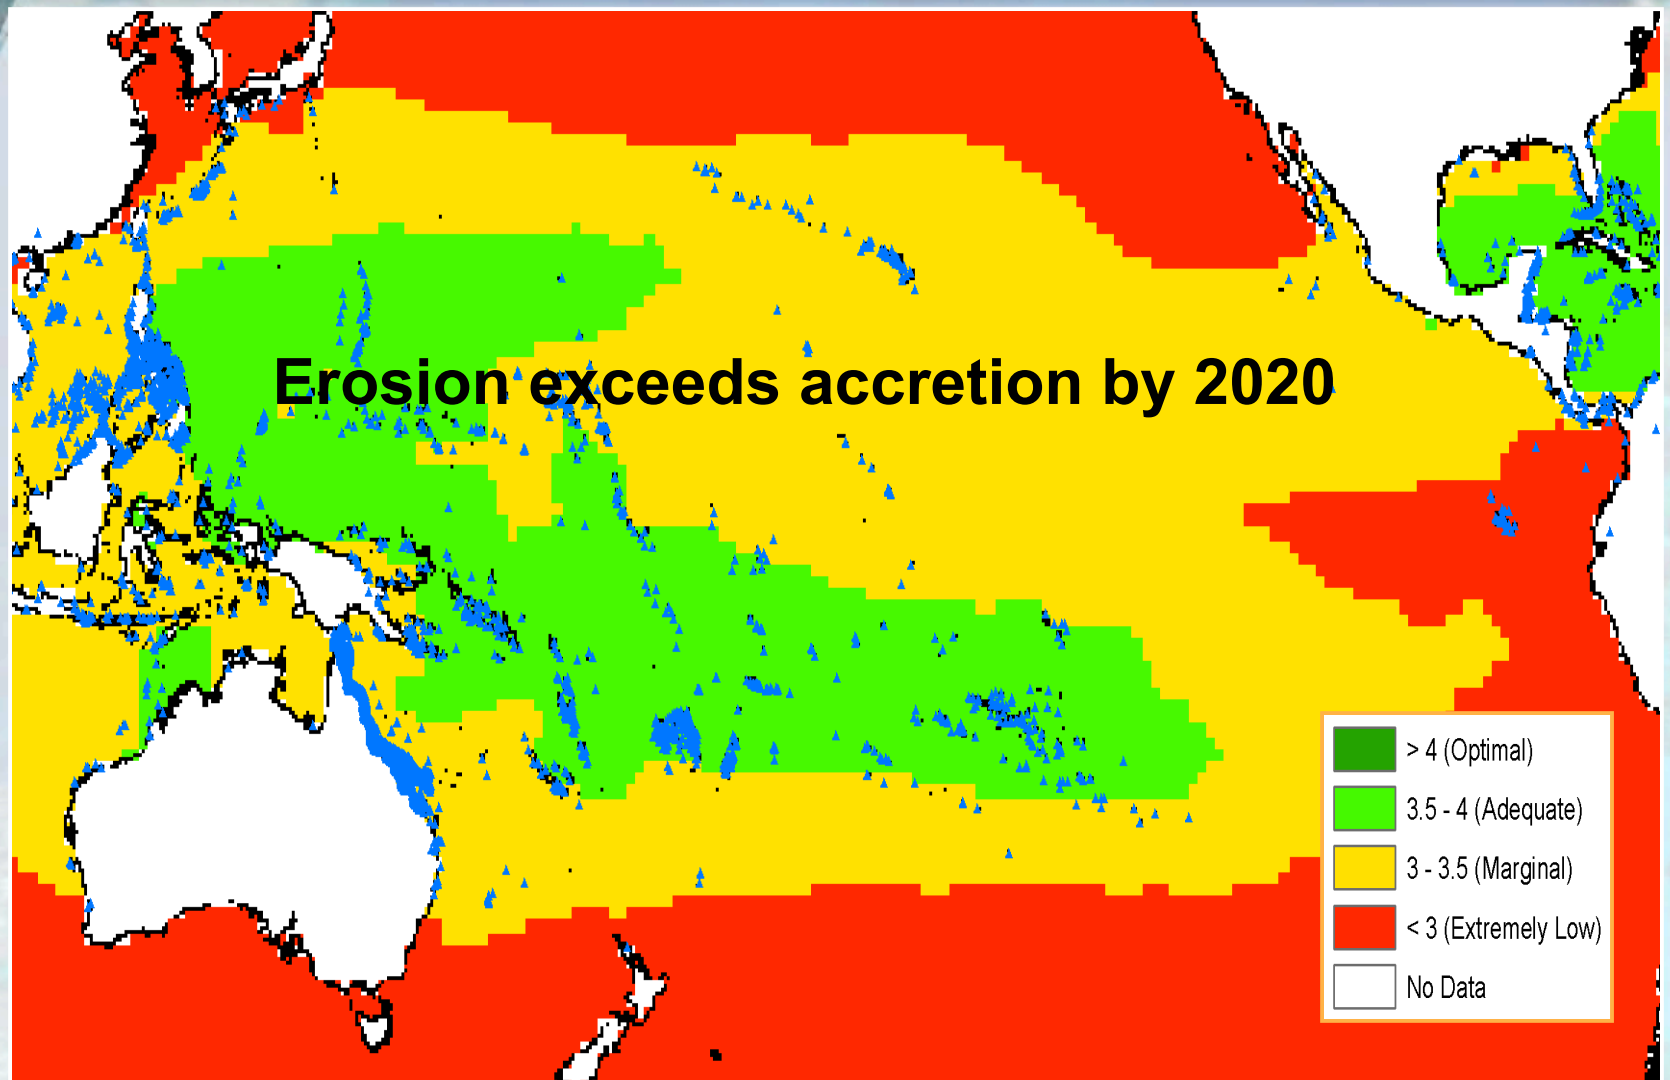 Erosion exceeds accretion by 2020
> 4 (Optimal)
3.5 - 4 (Adequate)
3 - 3.5 (Marginal)
< 3 (Extremely Low)
No Data